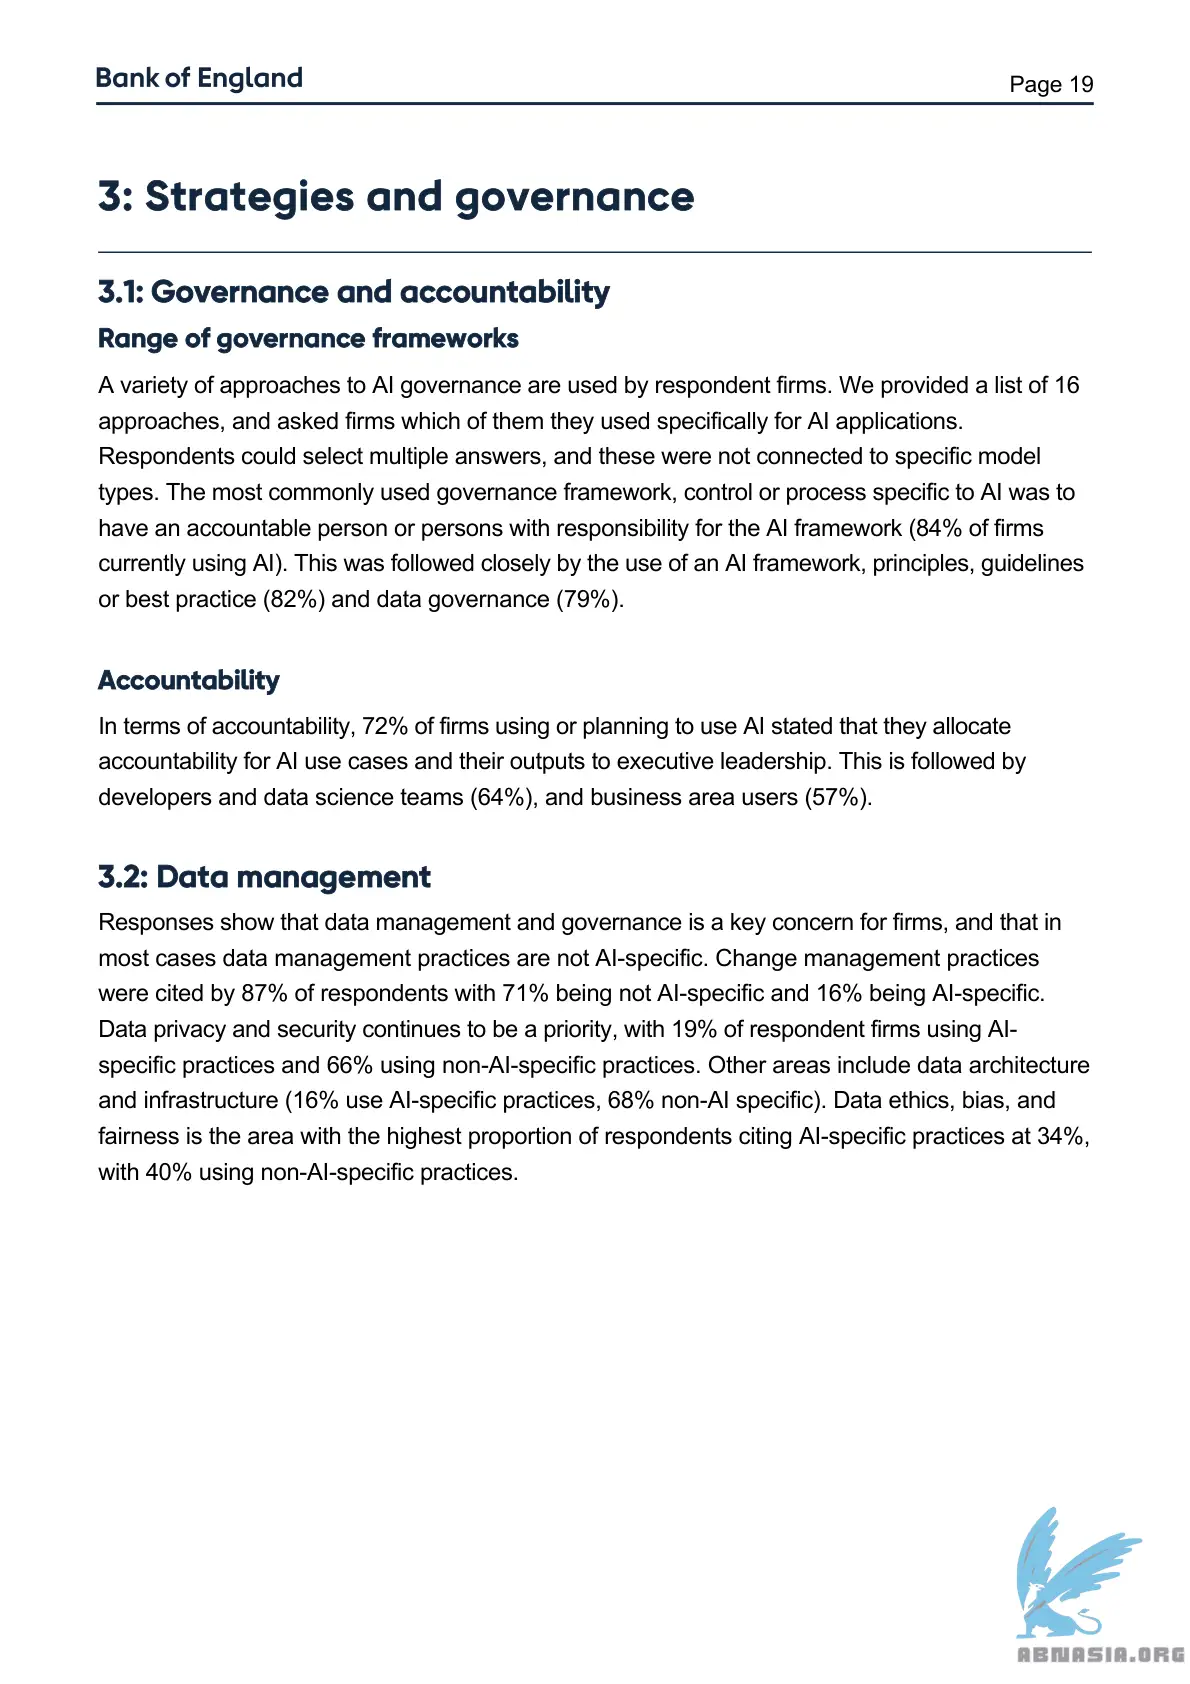 Bank of England
Page 19
3: Strategies and governance
3.1: Governance and accountability
Range of governance frameworks
A variety of approaches to AI governance are used by respondent firms. We provided a list of 16
approaches, and asked firms which of them they used specifically for AI applications.
Respondents could select multiple answers, and these were not connected to specific model
types. The most commonly used governance framework, control or process specific to AI was to
have an accountable person or persons with responsibility for the AI framework (84% of firms
currently using AI). This was followed closely by the use of an AI framework, principles, guidelines
or best practice (82%) and data governance (79%).
Accountability
In terms of accountability, 72% of firms using or planning to use AI stated that they allocate
accountability for AI use cases and their outputs to executive leadership. This is followed by
developers and data science teams (64%), and business area users (57%).
3.2: Data management
Responses show that data management and governance is a key concern for firms, and that in
most cases data management practices are not AI-specific. Change management practices
were cited by 87% of respondents with 71% being not AI-specific and 16% being AI-specific.
Data privacy and security continues to be a priority, with 19% of respondent firms using AI-
specific practices and 66% using non-AI-specific practices. Other areas include data architecture
and infrastructure (16% use AI-specific practices, 68% non-AI specific). Data ethics, bias, and
fairness is the area with the highest proportion of respondents citing AI-specific practices at 34%,
with 40% using non-AI-specific practices.
ABNASIA.ORG